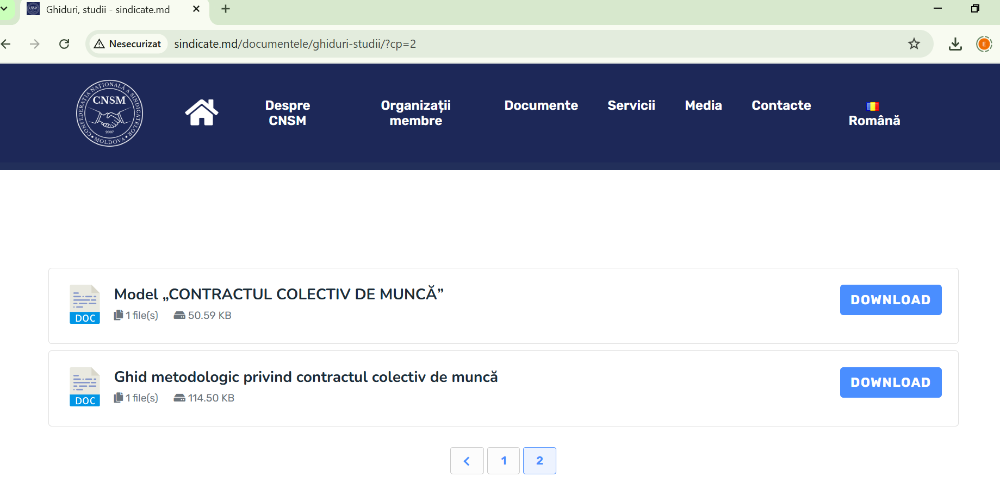 Ghiduri, studii - sindicate.md
Nesecurizat sindicate.md/documentele/ghiduri-studii/?cp=2
E
CONFEDERAȚIA NAȚIONALĂ A SINDICATELOR
CNSM
2007
MOLDOVA
Despre
CNSM
Organizații
membre
Documente
Servicii
Media
Contacte
Română
Model „CONTRACTUL COLECTIV DE MUNCĂ”
1 file(s) 50.59 KB
DOC
DOWNLOAD
Ghid metodologic privind contractul colectiv de muncă
1 file(s) 114.50 KB
DOC
DOWNLOAD
1 2